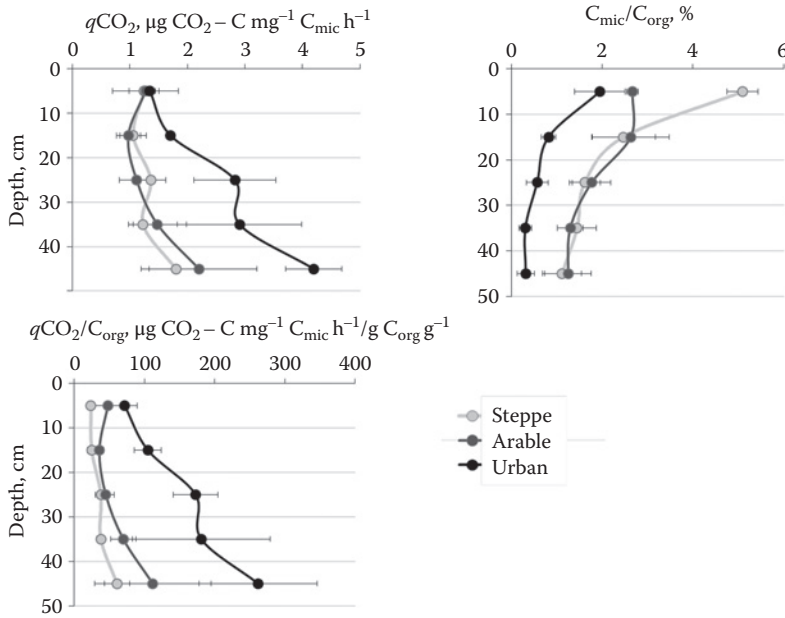 qCO₂, µg CO₂ – C mg⁻¹ Cmic h⁻¹
0 1 2 3 4 5
0
10
20
30
40
Depth, cm
Cmic/Corg, %
0 2 4 6
0
10
20
30
40
50
qCO₂/Corg, µg CO₂ – C mg⁻¹ Cmic h⁻¹/g Corg g⁻¹
0 100 200 300 400
0
10
20
30
40
50
Depth, cm
Steppe
Arable
Urban